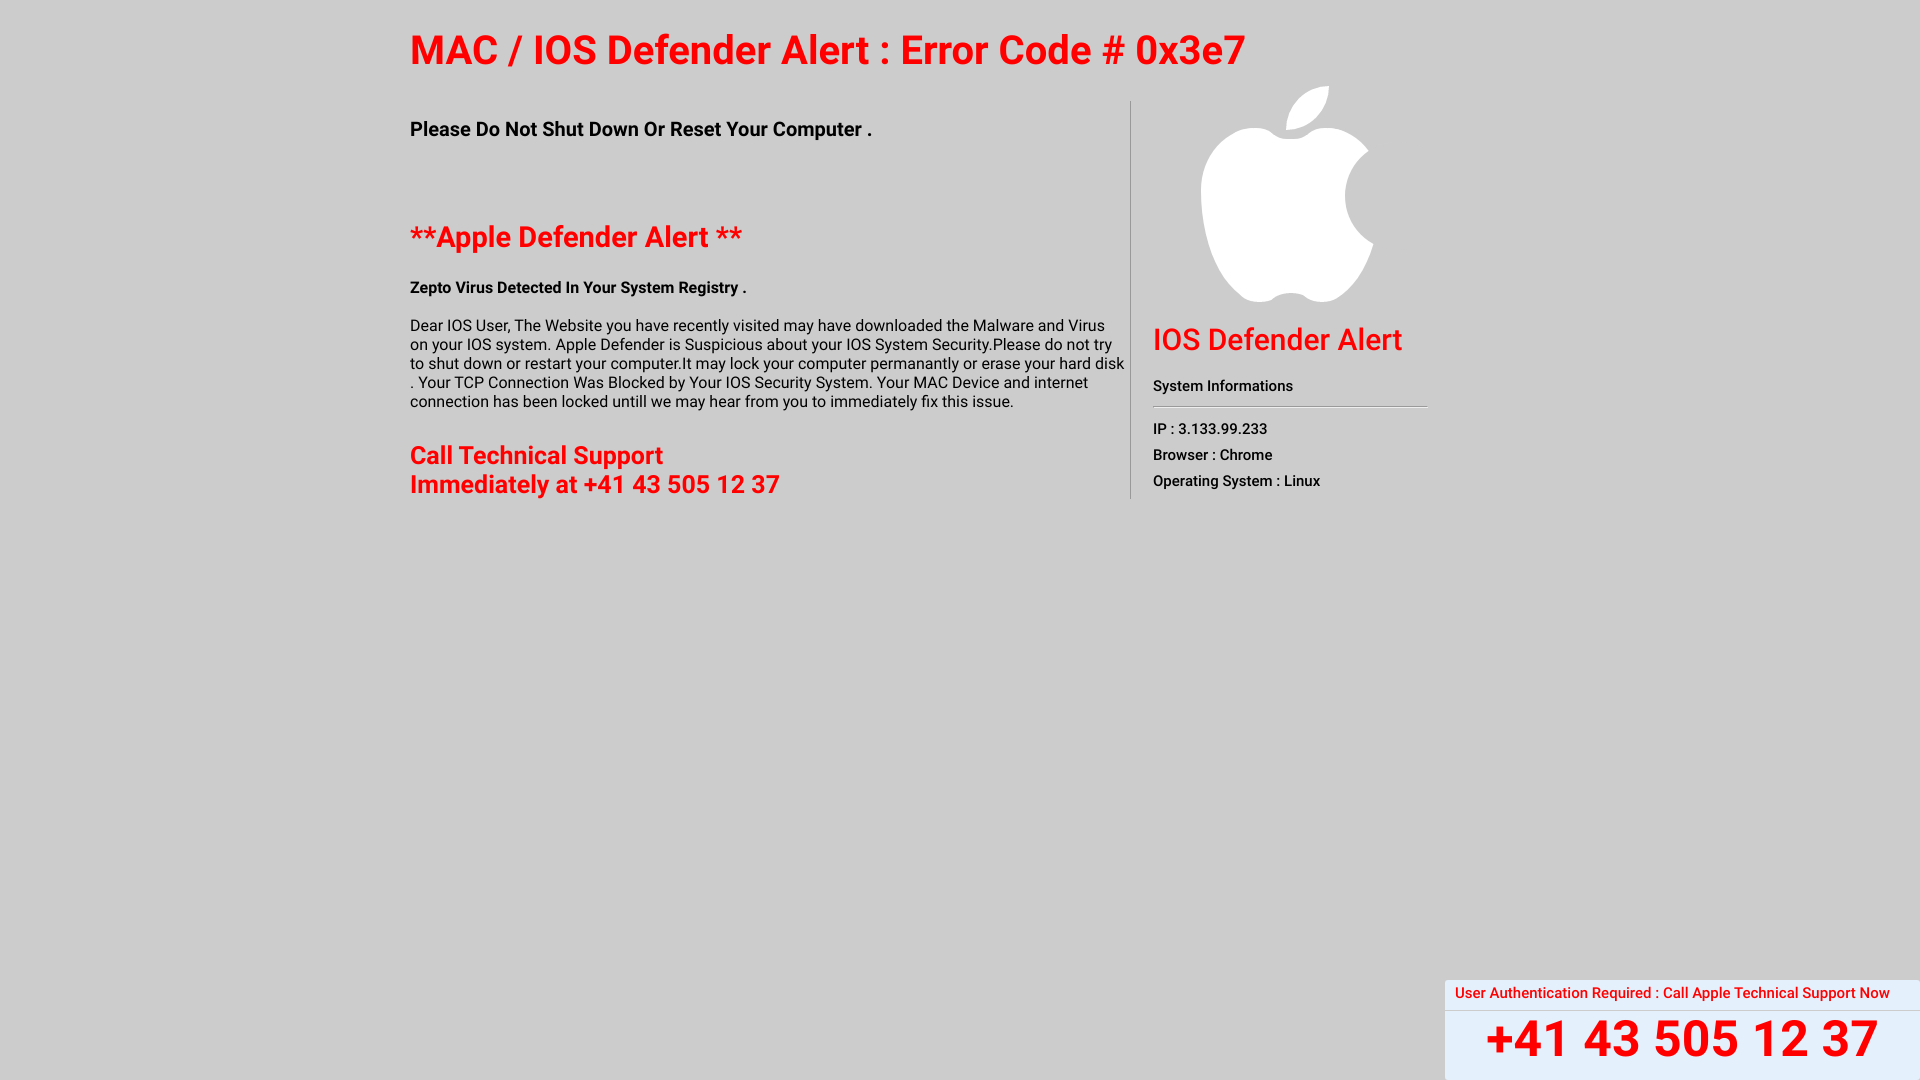 MAC / IOS Defender Alert : Error Code # 0x3e7
Please Do Not Shut Down Or Reset Your Computer .
**Apple Defender Alert **
Zepto Virus Detected In Your System Registry .
Dear IOS User, The Website you have recently visited may have downloaded the Malware and Virus
on your IOS system. Apple Defender is Suspicious about your IOS System Security.Please do not try
to shut down or restart your computer.It may lock your computer permanantly or erase your hard disk
. Your TCP Connection Was Blocked by Your IOS Security System. Your MAC Device and internet
connection has been locked untill we may hear from you to immediately fix this issue.
Call Technical Support
Immediately at +41 43 505 12 37
IOS Defender Alert
System Informations
IP : 3.133.99.233
Browser : Chrome
Operating System : Linux
User Authentication Required : Call Apple Technical Support Now
+41 43 505 12 37